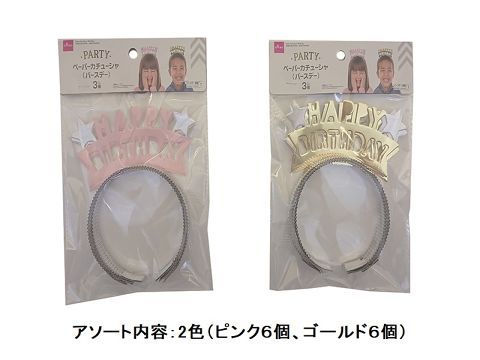 PARTY
ペーパーカチューシャ
(バースデー)
3個
HAPPY
BIRTHDAY
PARTY
ペーパーカチューシャ
(バースデー)
3個
HAPPY
BIRTHDAY
アソート内容:2色(ピンク6個、ゴールド6個)